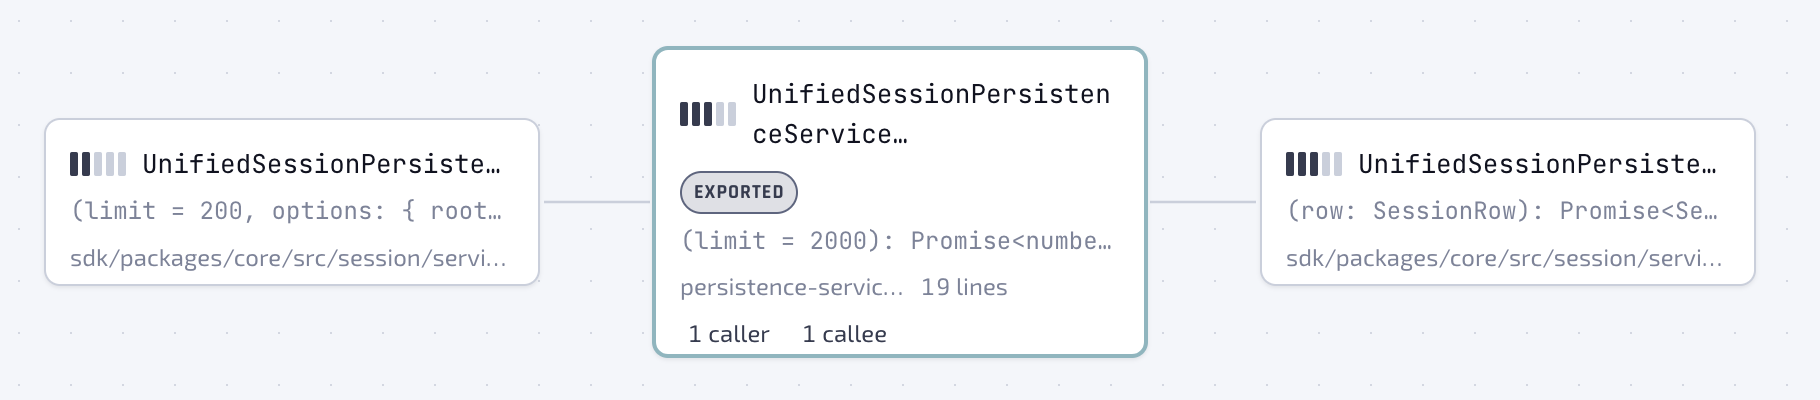 UnifiedSessionPersiste…
(limit = 200, options: { root…
sdk/packages/core/src/session/servi…
UnifiedSessionPersisten
ceService…
EXPORTED
(limit = 2000): Promise<numbe…
persistence-servic… 19 lines
1 caller 1 callee
UnifiedSessionPersiste…
(row: SessionRow): Promise<Se…
sdk/packages/core/src/session/servi…